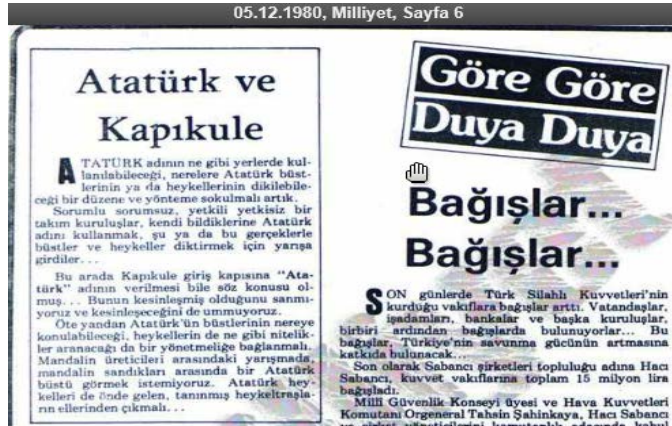 05.12.1980, Milliyet, Sayfa 6
Atatürk ve
Kapıkule
ATATÜRK adının ne gibi yerlerde kul-
lanılabileceği, nerelere Atatürk büst-
lerinin ya da heykellerinin dikilebile-
ceği bir düzene ve yönteme sokulmalı artık.
Sorumlu sorumsuz, yetkili yetkisiz bir
takım kuruluşlar, kendi bildiklerine Atatürk
adını kullanmak, şu ya da bu gerçeklerle
büstler ve heykeller diktirmek için yarışa
girdiler...
Bu arada Kapıkule giriş kapısına "Ata-
türk" adının verilmesi bile söz konusu ol-
muş... Bunun kesinleşmiş olduğunu sanmı-
yoruz ve kesinleşeceğini de ummuyoruz.
Öte yandan Atatürk'ün büstlerinin nereye
konulabileceği, heykellerin de ne gibi nitelik-
ler aranacağı da bir yönetmeliğe bağlanmalı.
Mandalin üreticileri arasındaki yarışmada,
mandalin sandıkları arasında bir Atatürk
büstü görmek istemiyoruz. Atatürk hey-
kelleri de önde gelen, tanınmış heykeltraşla-
rın ellerinden çıkmalı...
Göre Göre
Duya Duya
Bağışlar...
Bağışlar...
SON günlerde Türk Silahlı Kuvvetleri'nin
kurduğu vakıflara bağışlar arttı. Vatandaşlar,
işadamları, bankalar ve başka kuruluşlar,
birbiri ardından bağışlarda bulunuyorlar... Bu
bağışlar, Türkiye'nin savunma gücünün artmasına
katkıda bulunacak...
Son olarak Sabancı şirketleri topluluğu adına Hacı
Sabancı, kuvvet vakıflarına toplam 15 milyon lira
bağışladı.
Milli Güvenlik Konseyi üyesi ve Hava Kuvvetleri
Komutanı Orgeneral Tahsin Şahinkaya, Hacı Sabancı